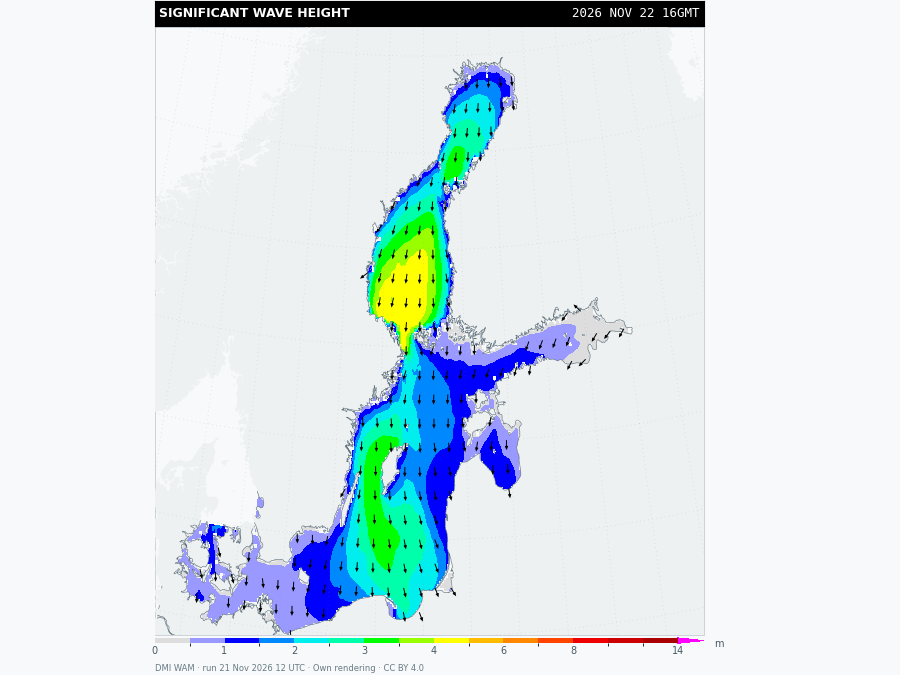 SIGNIFICANT WAVE HEIGHT 2026 NOV 22 16GMT
0 1 2 3 4 6 8 14 m
DMI WAM · run 21 Nov 2026 12 UTC · Own rendering · CC BY 4.0